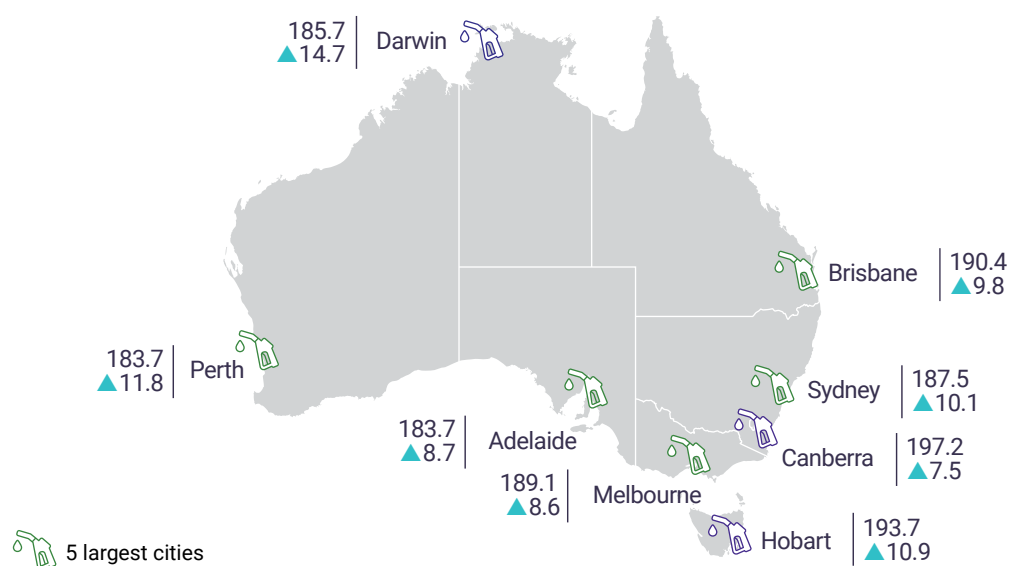 185.7
▲14.7
Darwin
Brisbane
190.4
▲9.8
183.7
▲11.8
Perth
Sydney
187.5
▲10.1
183.7
▲8.7
Adelaide
Canberra
197.2
▲7.5
189.1
▲8.6
Melbourne
Hobart
193.7
▲10.9
5 largest cities